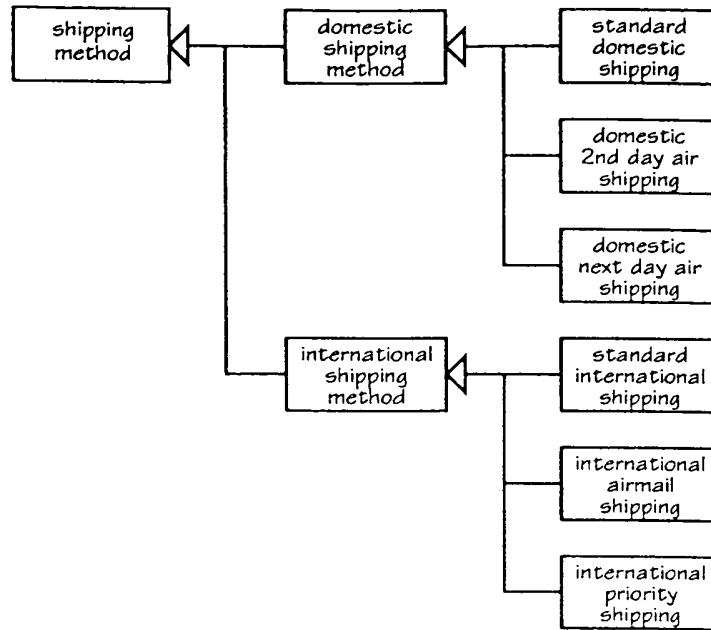 shipping
method
domestic
shipping
method
standard
domestic
shipping
domestic
2nd day air
shipping
domestic
next day air
shipping
international
shipping
method
standard
international
shipping
international
airmail
shipping
international
priority
shipping